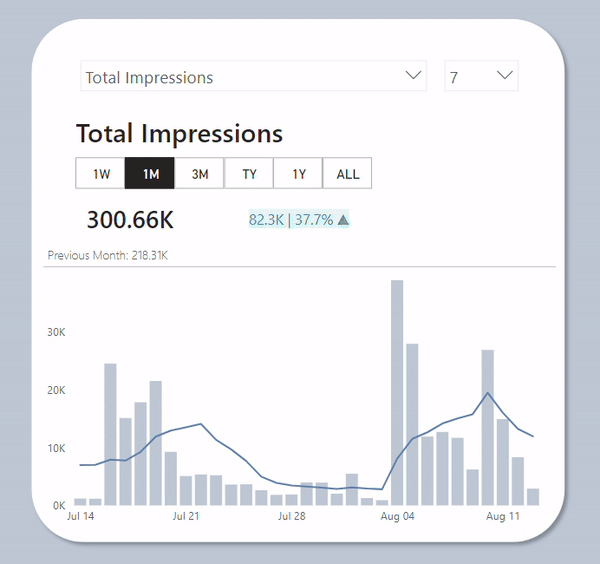 Total Impressions 7
Total Impressions
1W 1M 3M TY 1Y ALL
300.66K 82.3K | 37.7% ▲
Previous Month: 218.31K
30K
20K
10K
0K
Jul 14 Jul 21 Jul 28 Aug 04 Aug 11